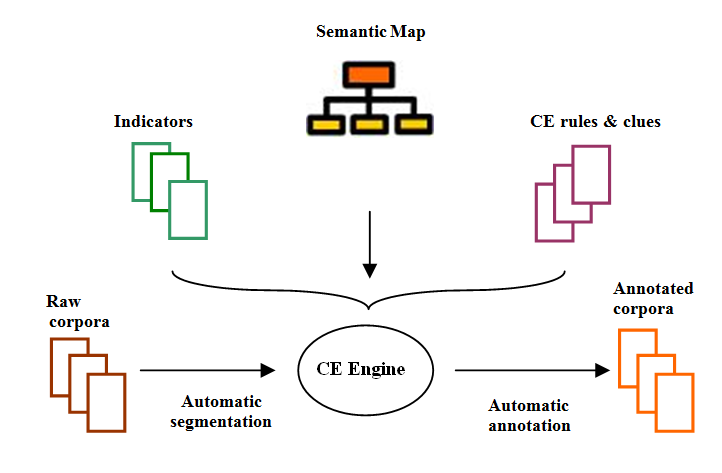 Semantic Map
Indicators
CE rules & clues
Raw
corpora
Annotated
corpora
CE Engine
Automatic
segmentation
Automatic
annotation